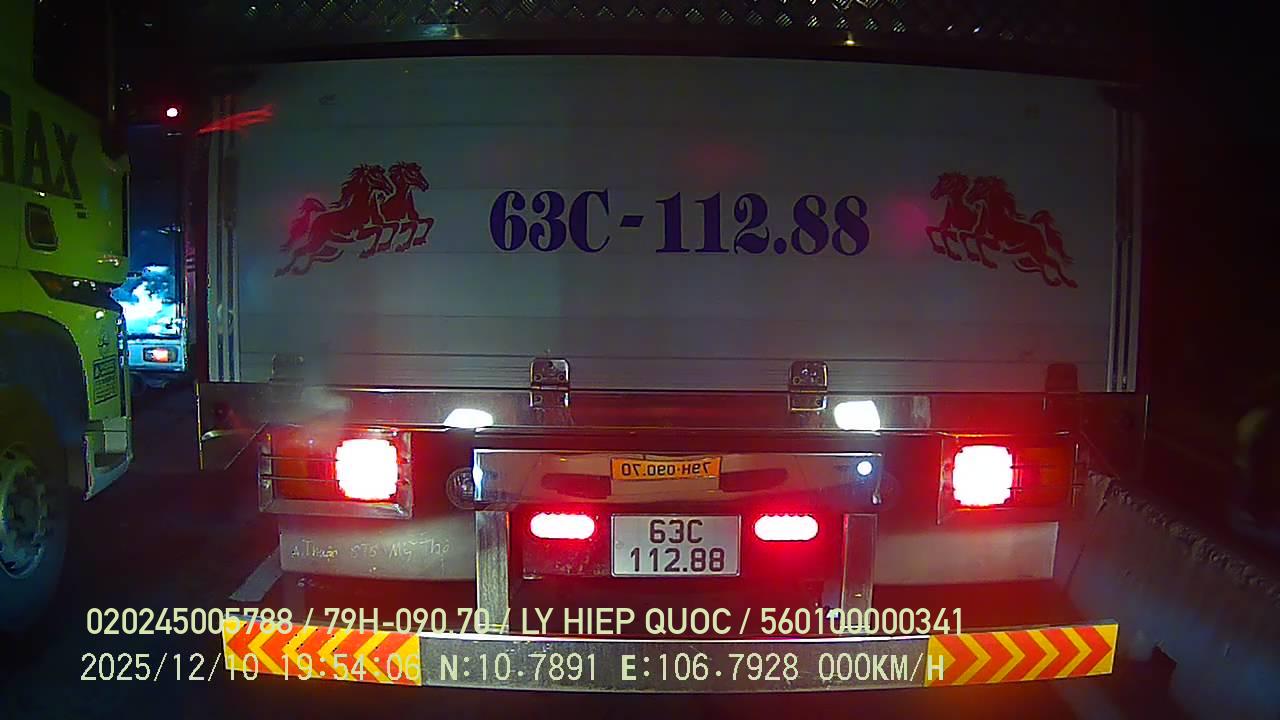 63C-112.88
79H-090.70
63C
112.88
020245005788 / 79H-090.70 / LY HIEP QUOC / 560100000341
2025/12/10 19:54:06 N:10.7891 E:106.7928 000KM/H